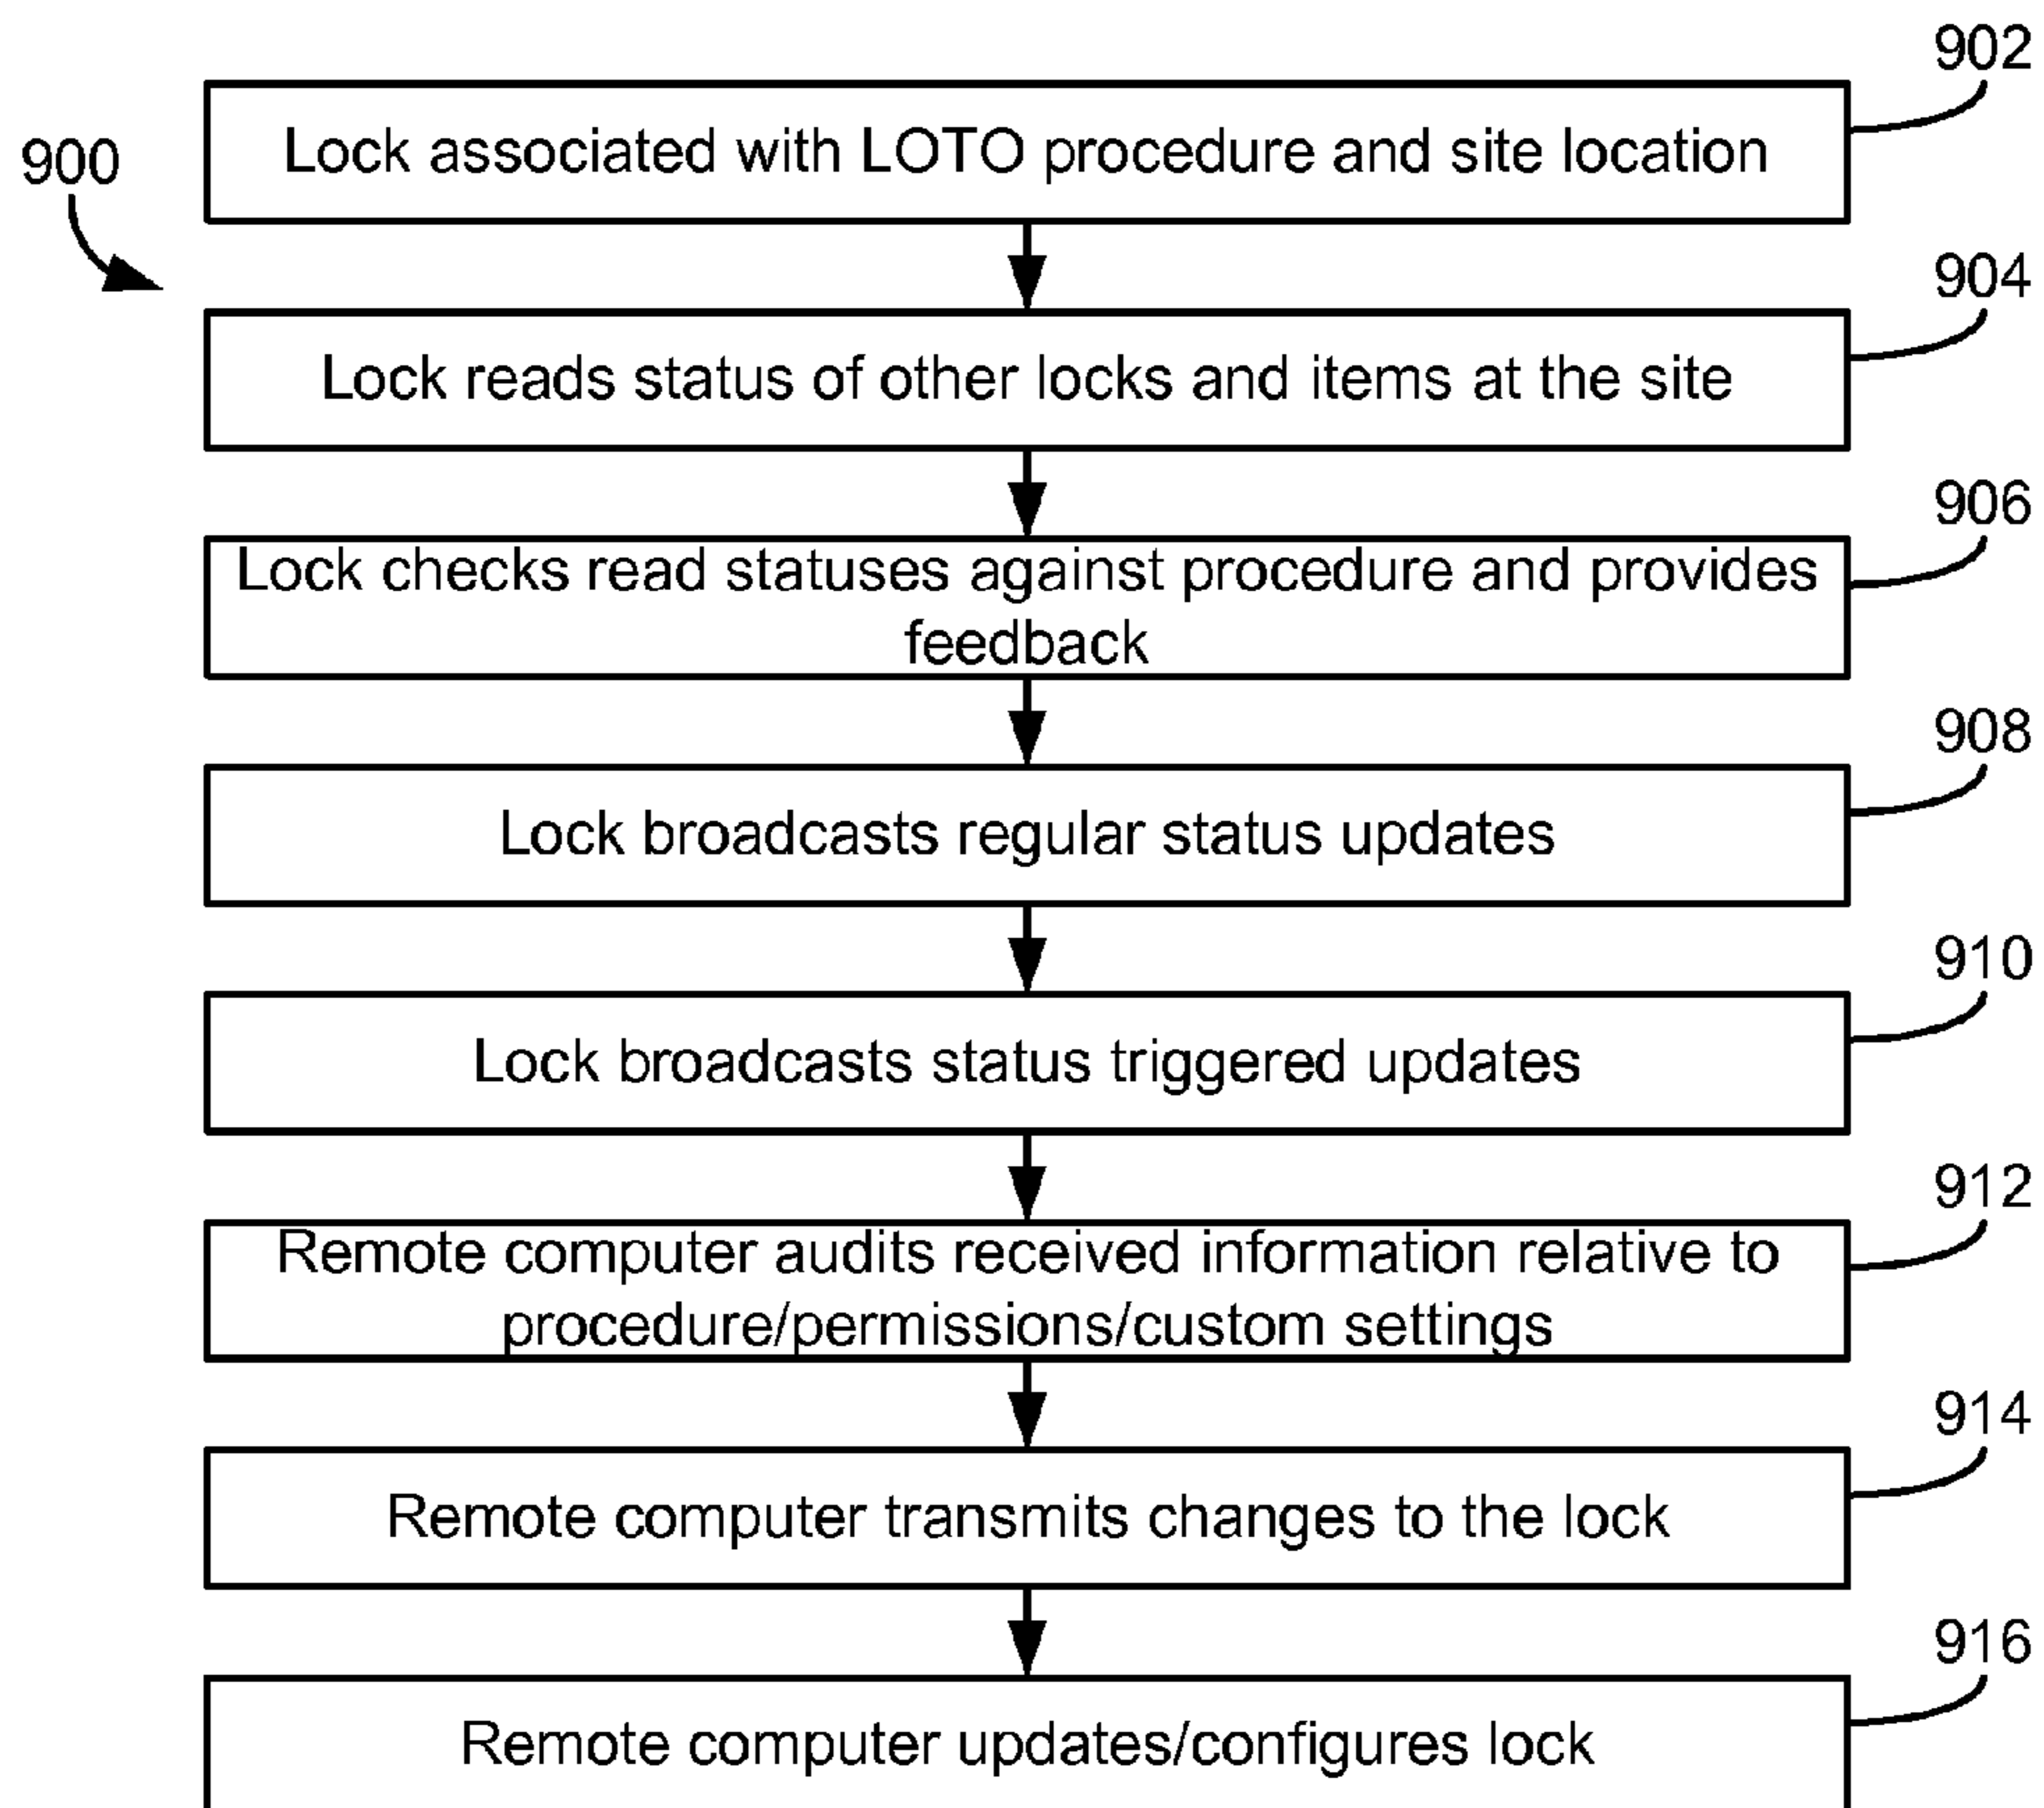 902
900
Lock associated with LOTO procedure and site location
904
Lock reads status of other locks and items at the site
906
Lock checks read statuses against procedure and provides
feedback
908
Lock broadcasts regular status updates
910
Lock broadcasts status triggered updates
912
Remote computer audits received information relative to
procedure/permissions/custom settings
914
Remote computer transmits changes to the lock
916
Remote computer updates/configures lock